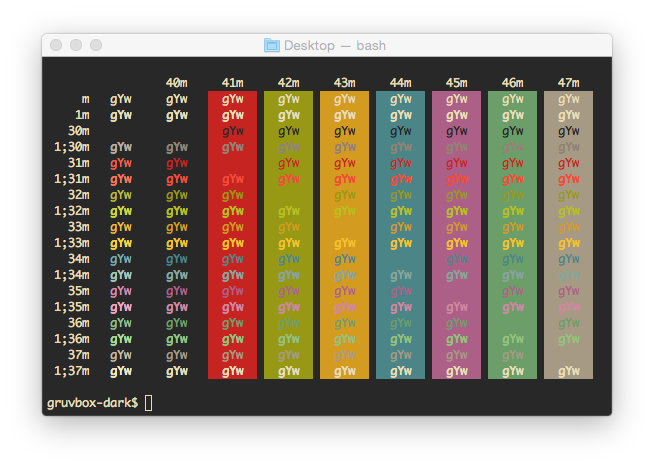 Desktop — bash
40m 41m 42m 43m 44m 45m 46m 47m
m gYw gYw gYw gYw gYw gYw gYw gYw gYw
1m gYw gYw gYw gYw gYw gYw gYw gYw gYw
30m gYw gYw gYw gYw gYw gYw gYw
1;30m gYw gYw gYw gYw gYw gYw gYw gYw gYw
31m gYw gYw gYw gYw gYw gYw gYw gYw
1;31m gYw gYw gYw gYw gYw gYw gYw gYw gYw
32m gYw gYw gYw gYw gYw gYw gYw gYw
1;32m gYw gYw gYw gYw gYw gYw gYw gYw gYw
33m gYw gYw gYw gYw gYw gYw gYw gYw
1;33m gYw gYw gYw gYw gYw gYw gYw gYw gYw
34m gYw gYw gYw gYw gYw gYw gYw gYw
1;34m gYw gYw gYw gYw gYw gYw gYw gYw gYw
35m gYw gYw gYw gYw gYw gYw gYw gYw
1;35m gYw gYw gYw gYw gYw gYw gYw gYw gYw
36m gYw gYw gYw gYw gYw gYw gYw gYw
1;36m gYw gYw gYw gYw gYw gYw gYw gYw gYw
37m gYw gYw gYw gYw gYw gYw gYw gYw
1;37m gYw gYw gYw gYw gYw gYw gYw gYw gYw
gruvbox-dark$